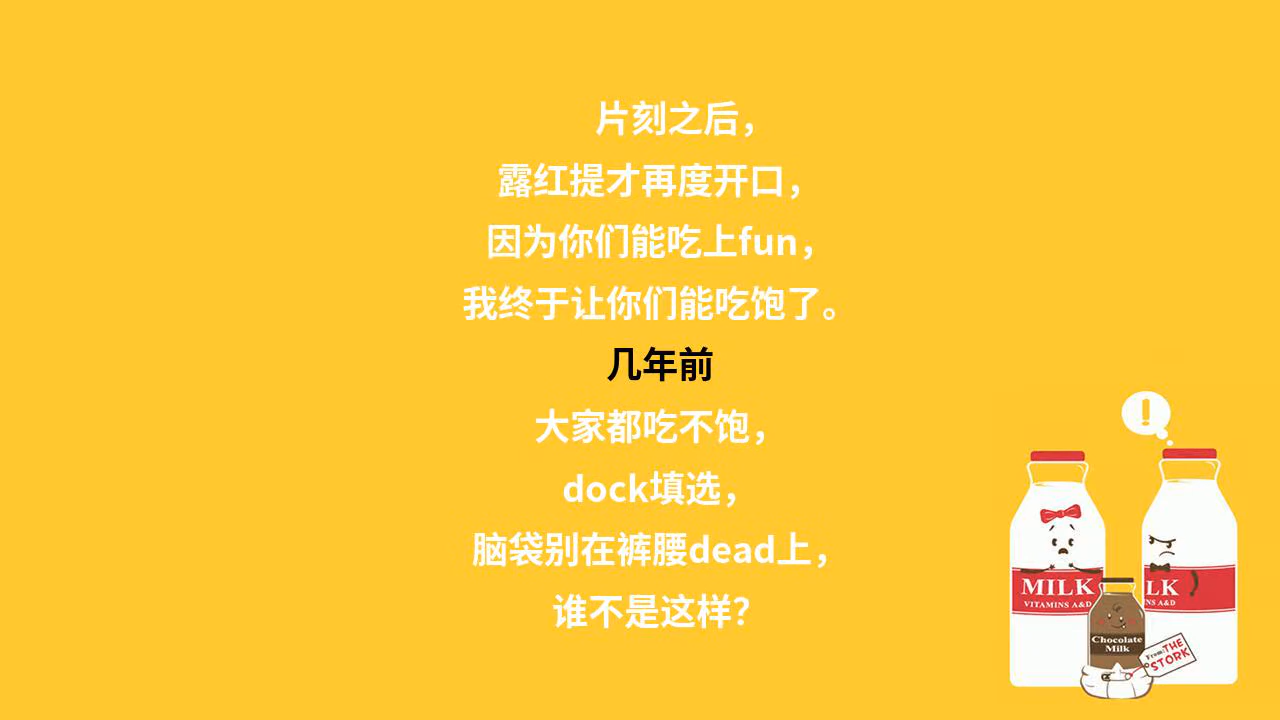 片刻之后，
露红提才再度开口，
因为你们能吃上fun，
我终于让你们能吃饱了。
几年前
大家都吃不饱，
dock填选，
脑袋别在裤腰dead上，
谁不是这样？
!
MILK
VITAMINS A&D
LK
NS A&D
Chocolate
Milk
From: THE
STORK